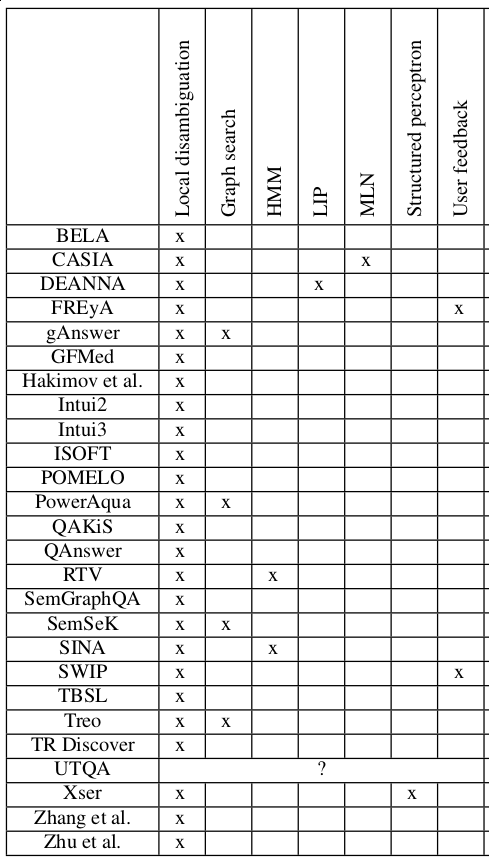 Local disambiguation Graph search HMM LIP MLN Structured perceptron User feedback
BELA x
CASIA x x
DEANNA x x
FREyA x x
gAnswer x x
GFMed x
Hakimov et al. x
Intui2 x
Intui3 x
ISOFT x
POMELO x
PowerAqua x x
QAKiS x
QAnswer x
RTV x x
SemGraphQA x
SemSeK x x
SINA x x
SWIP x x
TBSL x
Treo x x
TR Discover x
UTQA ?
Xser x x
Zhang et al. x
Zhu et al. x